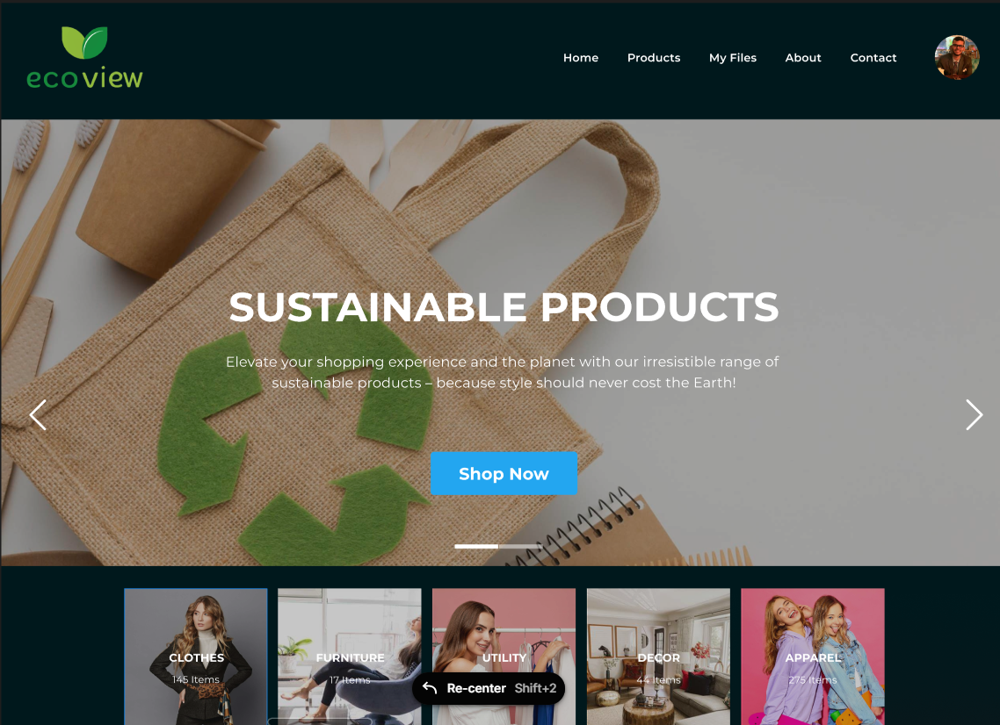 ecoview
Home Products My Files About Contact
SUSTAINABLE PRODUCTS
Elevate your shopping experience and the planet with our irresistible range of
sustainable products – because style should never cost the Earth!
Shop Now
CLOTHES
145 Items
FURNITURE
17 Items
UTILITY
DECOR
44 Items
APPAREL
275 Items
Re-center Shift+2